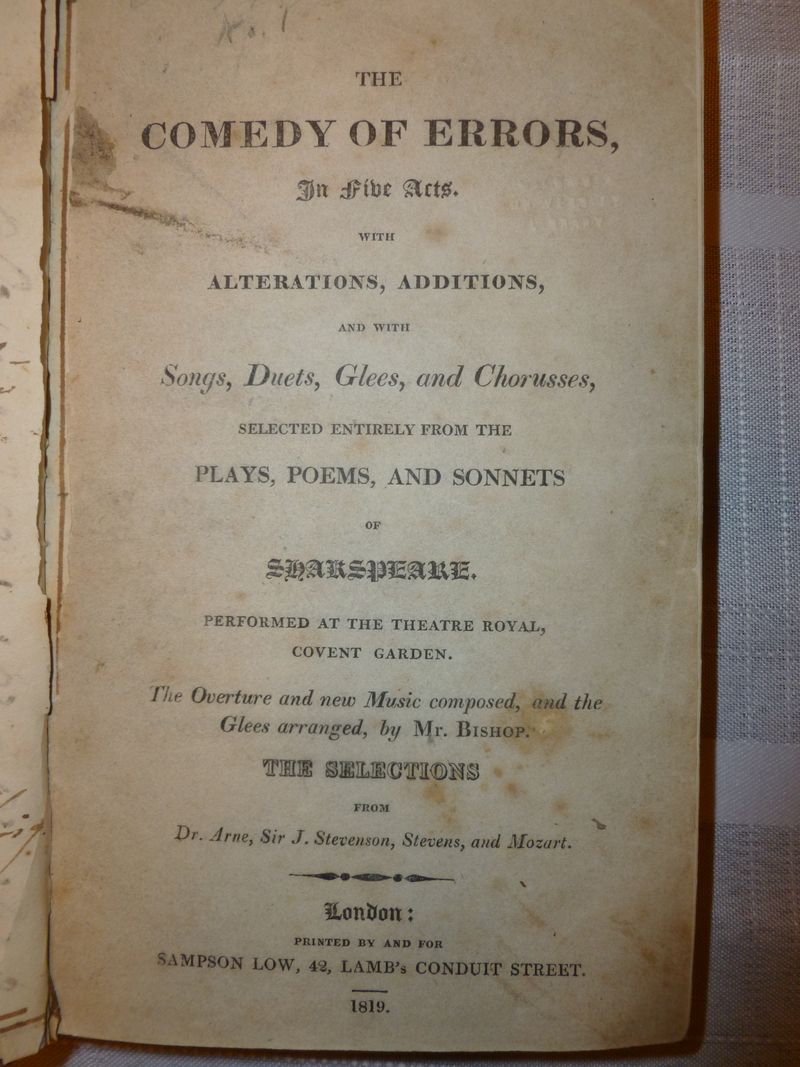 No. 1
THE
COMEDY OF ERRORS,
In Five Acts.
WITH
ALTERATIONS, ADDITIONS,
AND WITH
Songs, Duets, Glees, and Chorusses,
SELECTED ENTIRELY FROM THE
PLAYS, POEMS, AND SONNETS
OF
SHAKSPEARE.
PERFORMED AT THE THEATRE ROYAL,
COVENT GARDEN.
The Overture and new Music composed, and the
Glees arranged, by Mr. BISHOP.
THE SELECTIONS
FROM
Dr. Arne, Sir J. Stevenson, Stevens, and Mozart.
London:
PRINTED BY AND FOR
SAMPSON LOW, 42, LAMB's CONDUIT STREET.
1819.